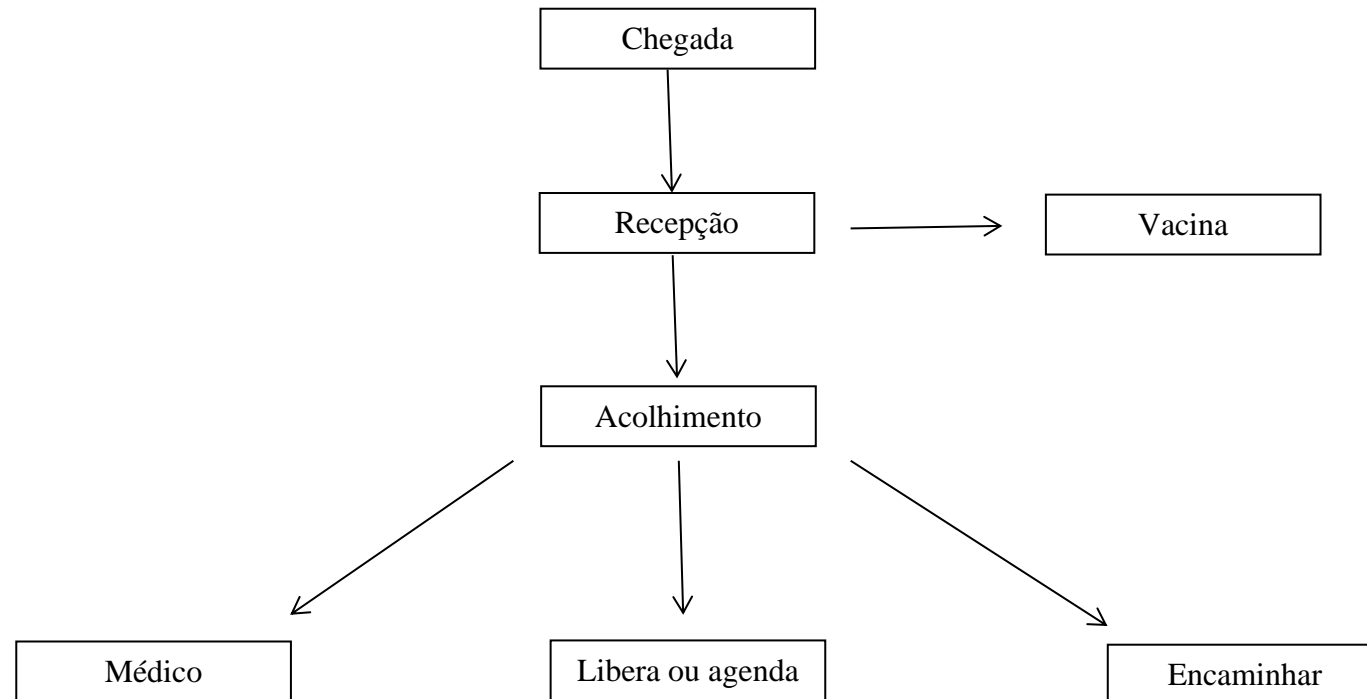 Chegada
Recepção
Vacina
Acolhimento
Médico
Libera ou agenda
Encaminhar